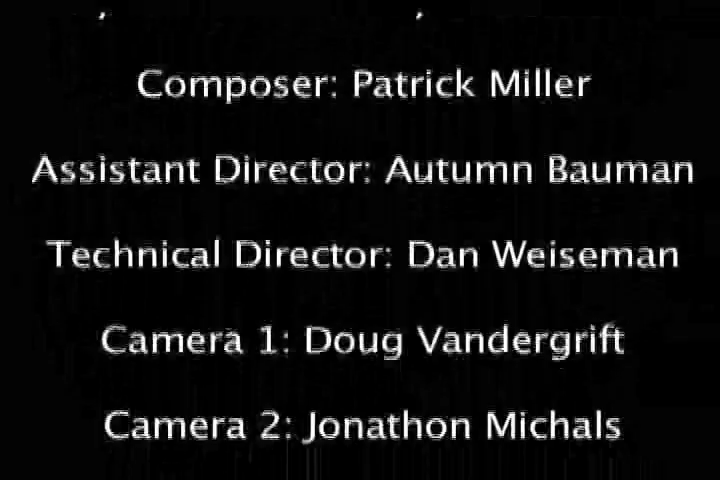 Composer: Patrick Miller
Assistant Director: Autumn Bauman
Technical Director: Dan Weiseman
Camera 1: Doug Vandergrift
Camera 2: Jonathon Michals